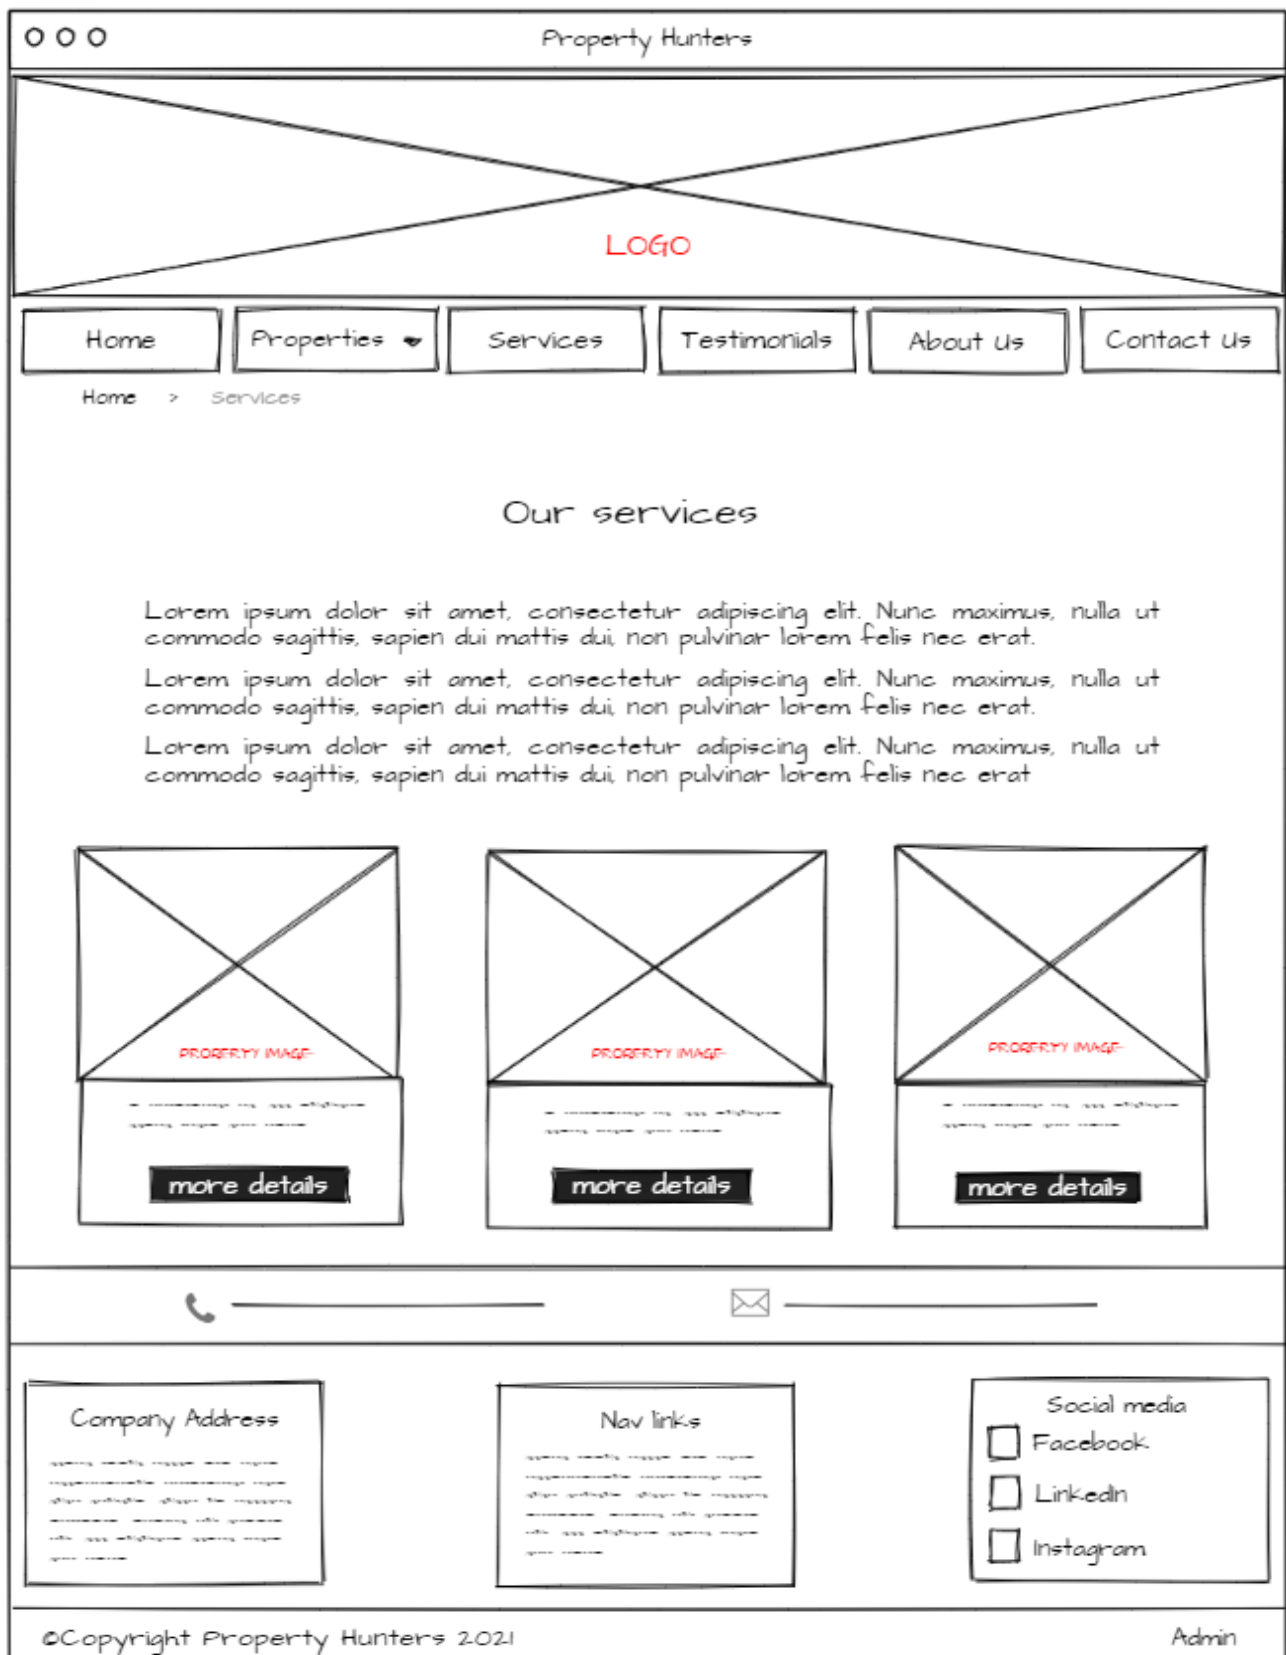 Property Hunters
LOGO
Home
Properties
Services
Testimonials
About Us
Contact Us
Home > Services
Our services
Lorem ipsum dolor sit amet, consectetur adipiscing elit. Nunc maximus, nulla ut
commodo sagittis, sapien dui mattis dui, non pulvinar lorem felis nec erat.
Lorem ipsum dolor sit amet, consectetur adipiscing elit. Nunc maximus, nulla ut
commodo sagittis, sapien dui mattis dui, non pulvinar lorem felis nec erat.
Lorem ipsum dolor sit amet, consectetur adipiscing elit. Nunc maximus, nulla ut
commodo sagittis, sapien dui mattis dui, non pulvinar lorem felis nec erat
PROPERTY IMAGE
PROPERTY IMAGE
PROPERTY IMAGE
more details
more details
more details
Company Address
Nav links
Social media
Facebook
LinkedIn
Instagram
©Copyright Property Hunters 2021
Admin